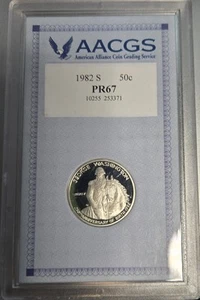 AACGS
American Alliance Coin Grading Service
1982 S 50c
PR67
10255 253371
GEORGE WASHINGTON